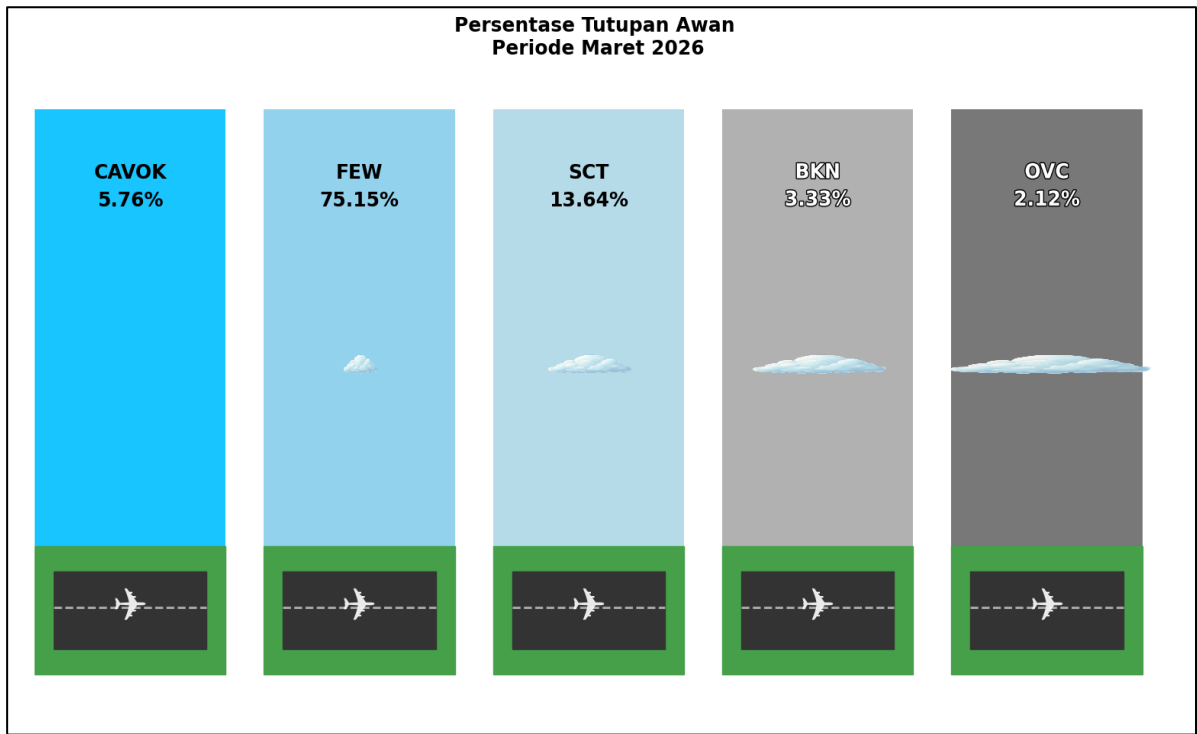 Persentase Tutupan Awan
Periode Maret 2026
CAVOK
5.76%
FEW
75.15%
SCT
13.64%
BKN
3.33%
OVC
2.12%